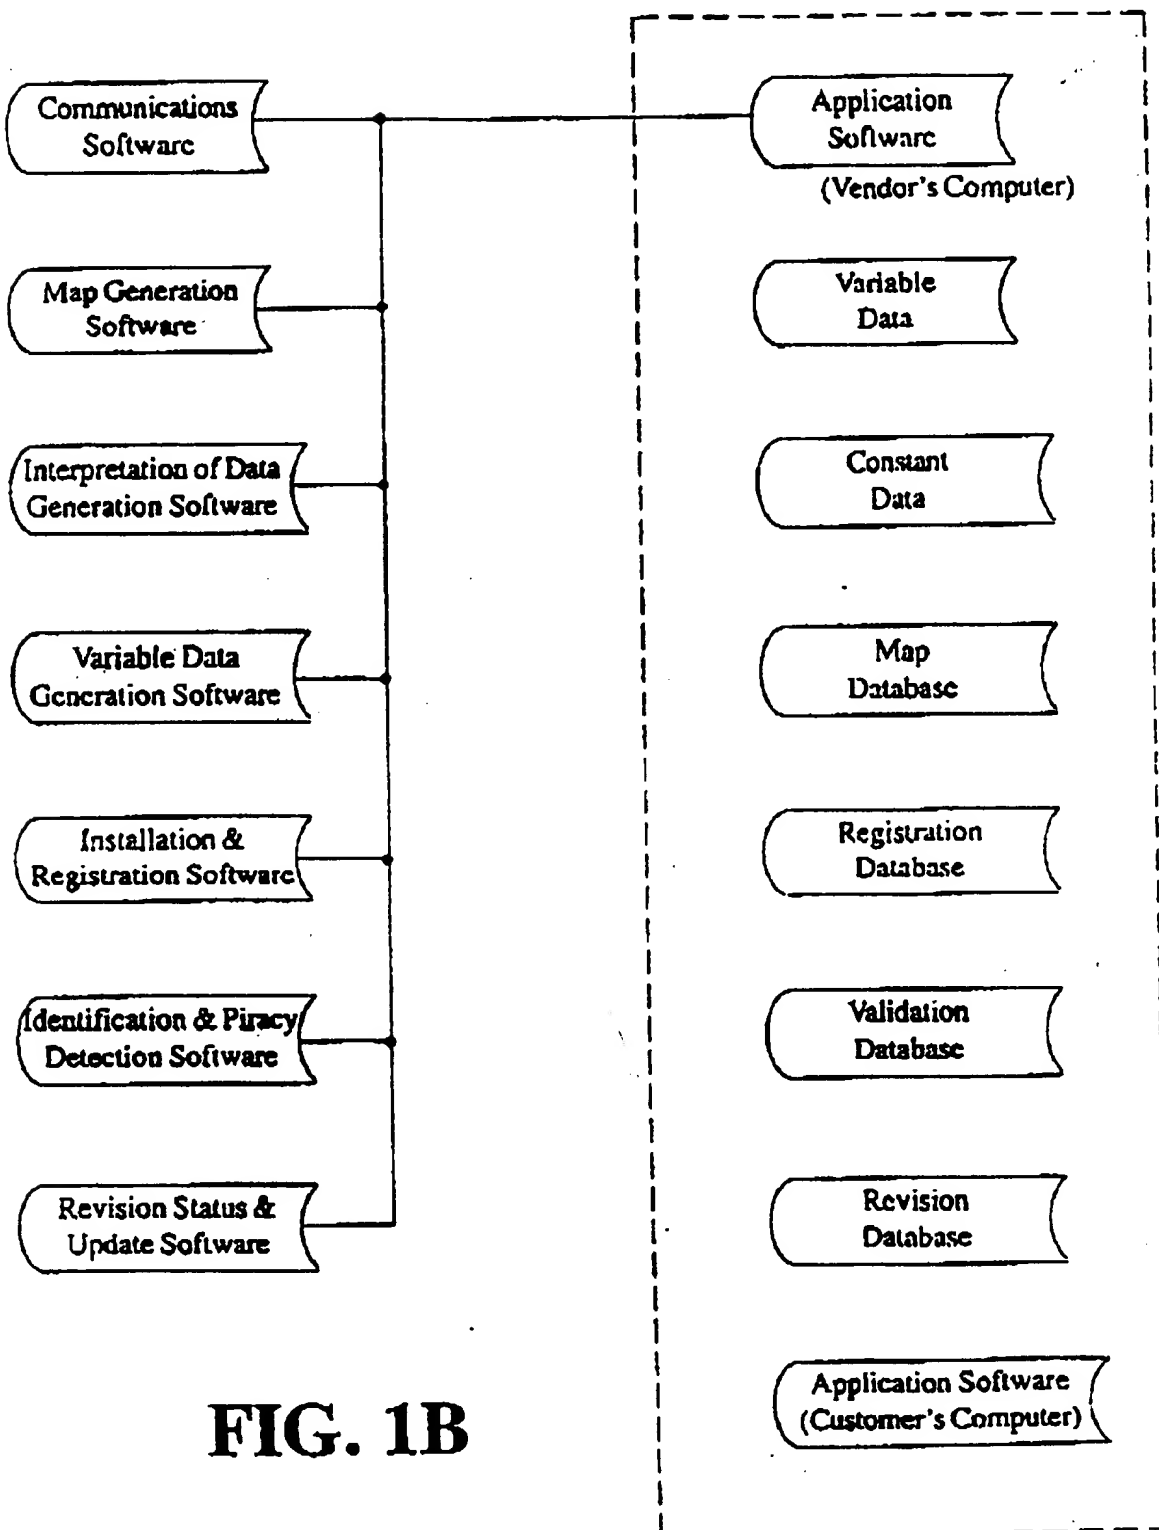 Communications
Software
Map Generation
Software
Interpretation of Data
Generation Software
Variable Data
Generation Software
Installation &
Registration Software
Identification & Piracy
Detection Software
Revision Status &
Update Software
Application
Software
(Vendor's Computer)
Variable
Data
Constant
Data
Map
Database
Registration
Database
Validation
Database
Revision
Database
Application Software
(Customer's Computer)
FIG. 1B